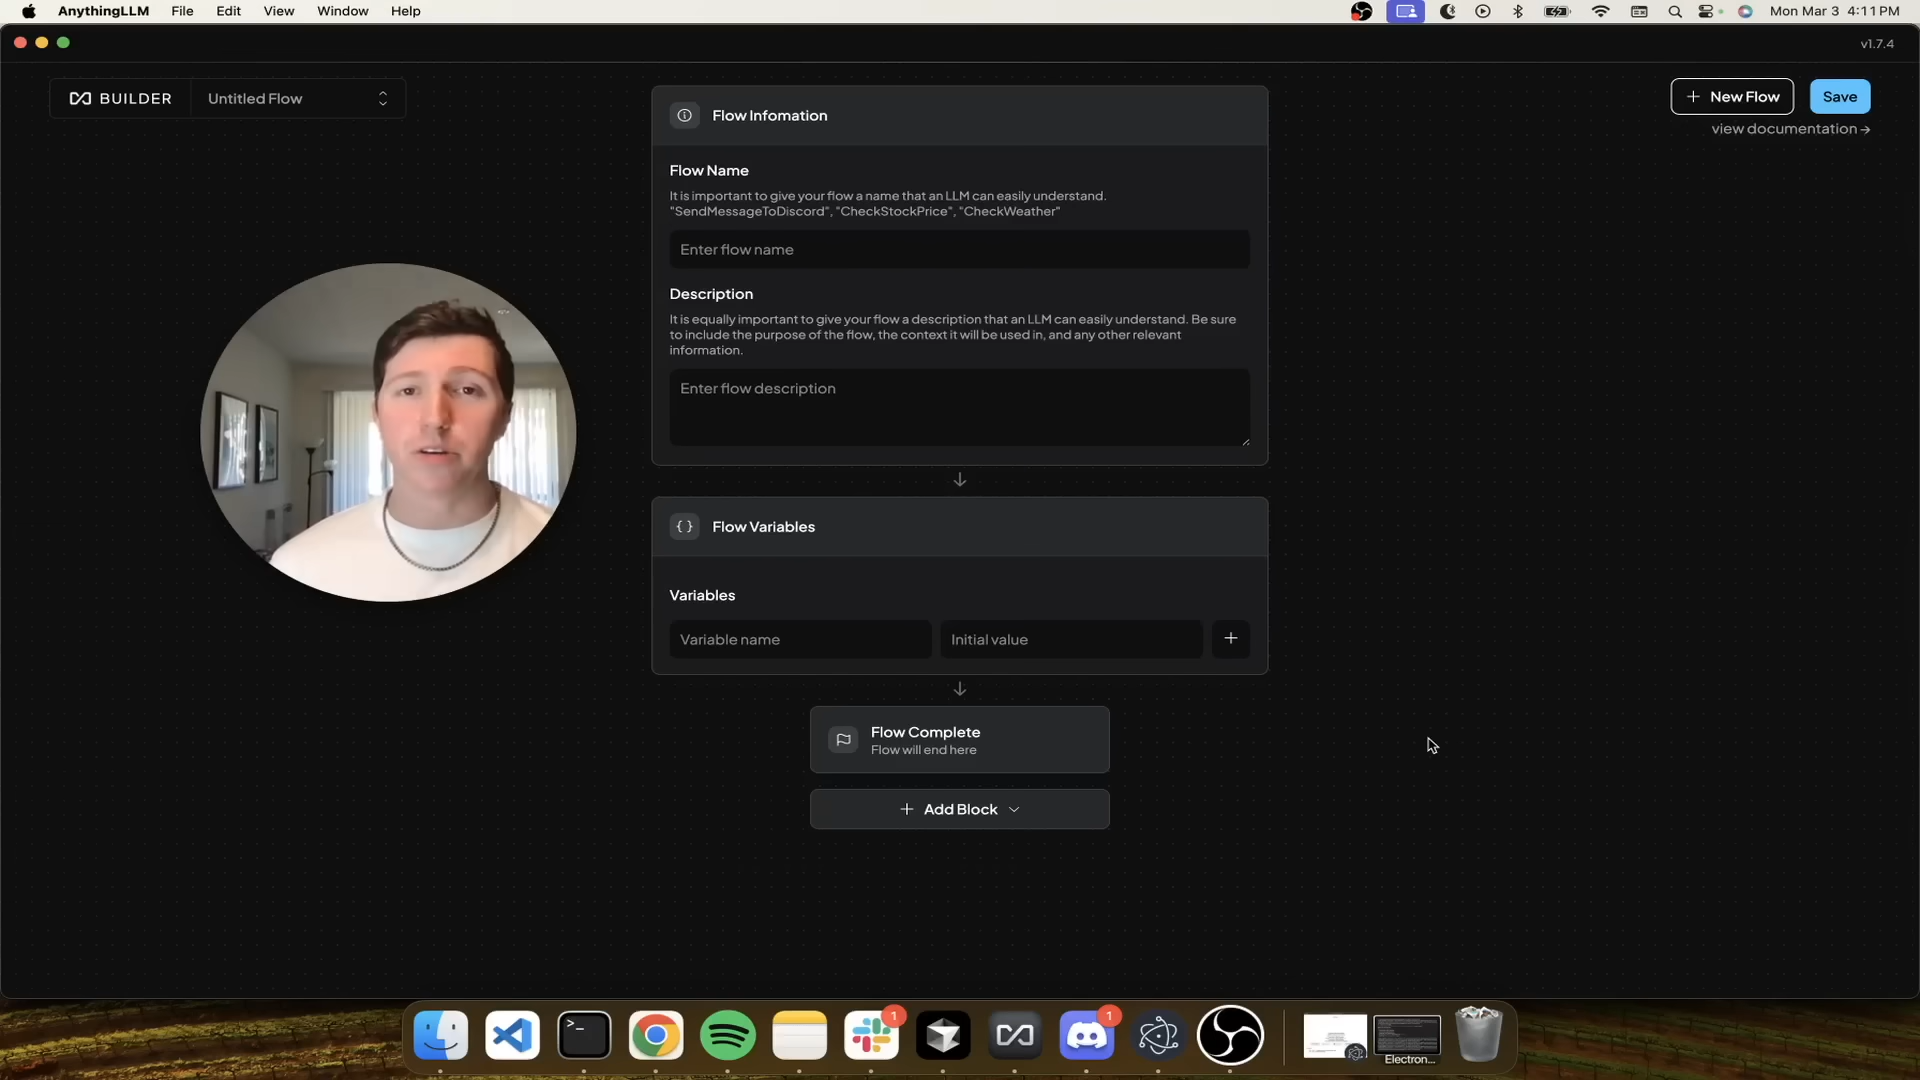 AnythingLLM File Edit View Window Help
Mon Mar 3 4:11 PM
v1.7.4
BUILDER
Untitled Flow
New Flow
Save
view documentation →
Flow Infomation
Flow Name
It is important to give your flow a name that an LLM can easily understand.
"SendMessageToDiscord", "CheckStockPrice", "CheckWeather"
Enter flow name
Description
It is equally important to give your flow a description that an LLM can easily understand. Be sure
to include the purpose of the flow, the context it will be used in, and any other relevant
information.
Enter flow description
{ } Flow Variables
Variables
Variable name
Initial value
+
Flow Complete
Flow will end here
+ Add Block
>_
1
1
Electron...